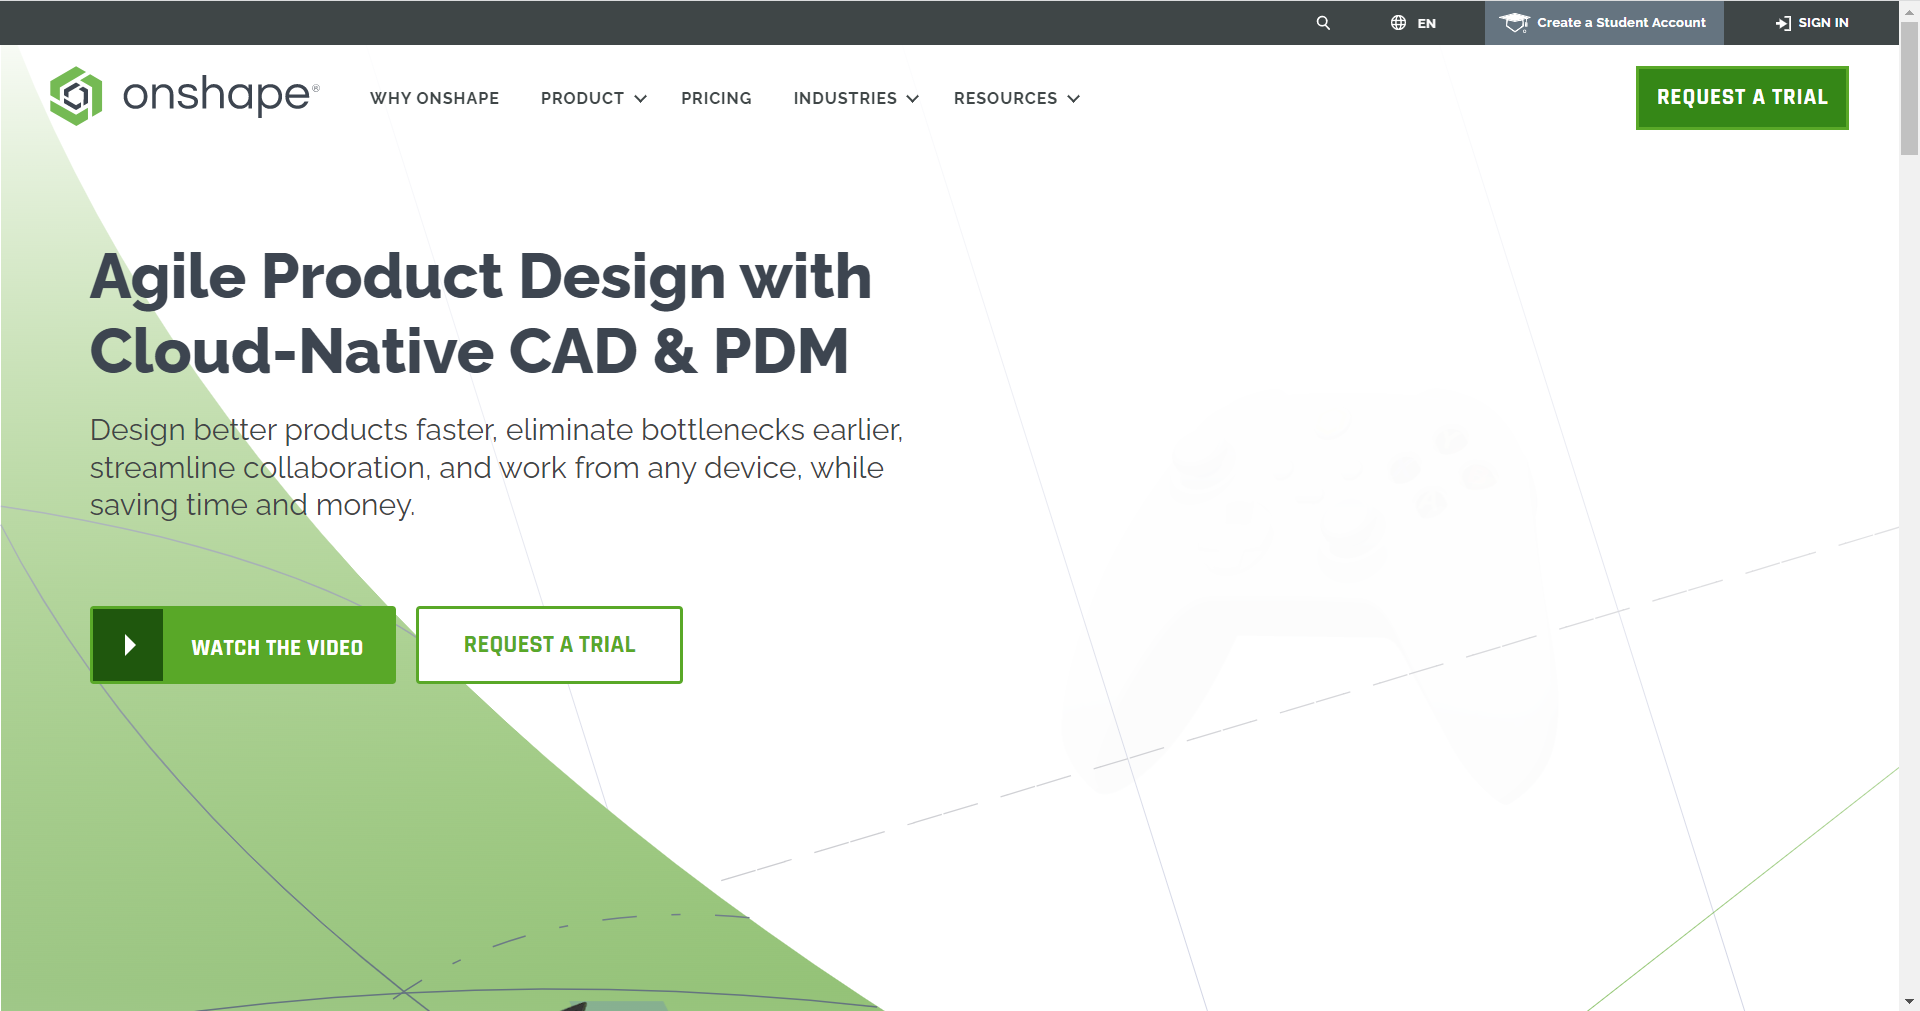 EN
Create a Student Account
SIGN IN
onshape®
WHY ONSHAPE
PRODUCT
PRICING
INDUSTRIES
RESOURCES
REQUEST A TRIAL
Agile Product Design with
Cloud-Native CAD & PDM
Design better products faster, eliminate bottlenecks earlier,
streamline collaboration, and work from any device, while
saving time and money.
WATCH THE VIDEO
REQUEST A TRIAL